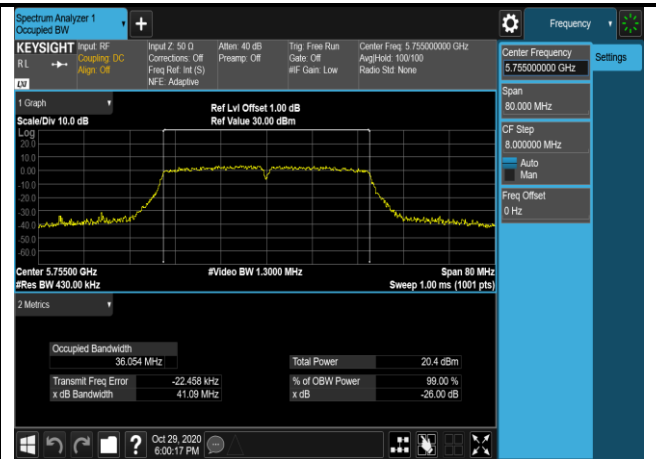 Spectrum Analyzer 1
Occupied BW
+
Frequency
KEYSIGHT
RL
LXI
Input: RF
Coupling: DC
Align: Off
Input Z: 50 Ω
Corrections: Off
Freq Ref: Int (S)
NFE: Adaptive
Atten: 40 dB
Preamp: Off
Trig: Free Run
Gate: Off
#IF Gain: Low
Center Freq: 5.755000000 GHz
Avg|Hold: 100/100
Radio Std: None
Center Frequency
5.755000000 GHz
Settings
Span
80.000 MHz
CF Step
8.000000 MHz
Auto
Man
Freq Offset
0 Hz
1 Graph
Scale/Div 10.0 dB
Ref Lvl Offset 1.00 dB
Ref Value 30.00 dBm
Log
20.0
10.0
0.00
-10.0
-20.0
-30.0
-40.0
-50.0
-60.0
Center 5.75500 GHz
#Video BW 1.3000 MHz
Span 80 MHz
#Res BW 430.00 kHz
Sweep 1.00 ms (1001 pts)
2 Metrics
Occupied Bandwidth
36.054 MHz
Total Power 20.4 dBm
Transmit Freq Error -22.458 kHz
% of OBW Power 99.00 %
x dB Bandwidth 41.09 MHz
x dB -26.00 dB
?
Oct 29, 2020
6:00:17 PM